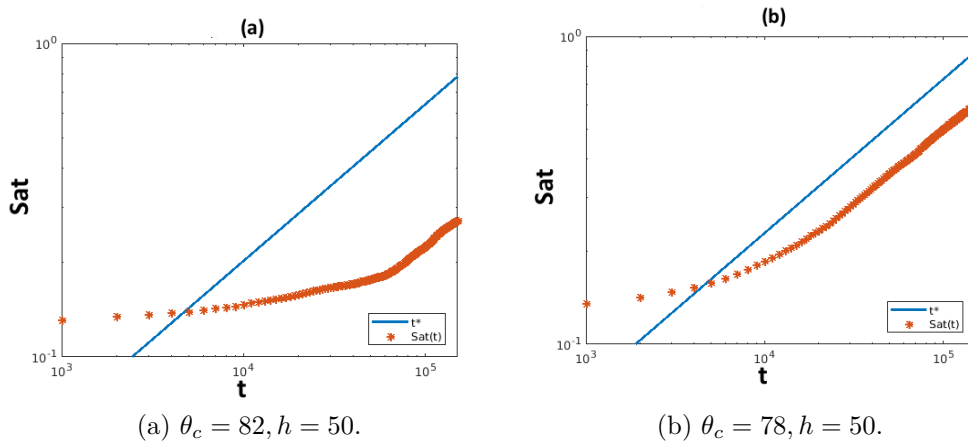 (a)
10^0
Sat
10^-1
10^3
10^4
10^5
t
t*
Sat(t)
(a) θ_c = 82, h = 50.
(b)
10^0
Sat
10^-1
10^3
10^4
10^5
t
t*
Sat(t)
(b) θ_c = 78, h = 50.